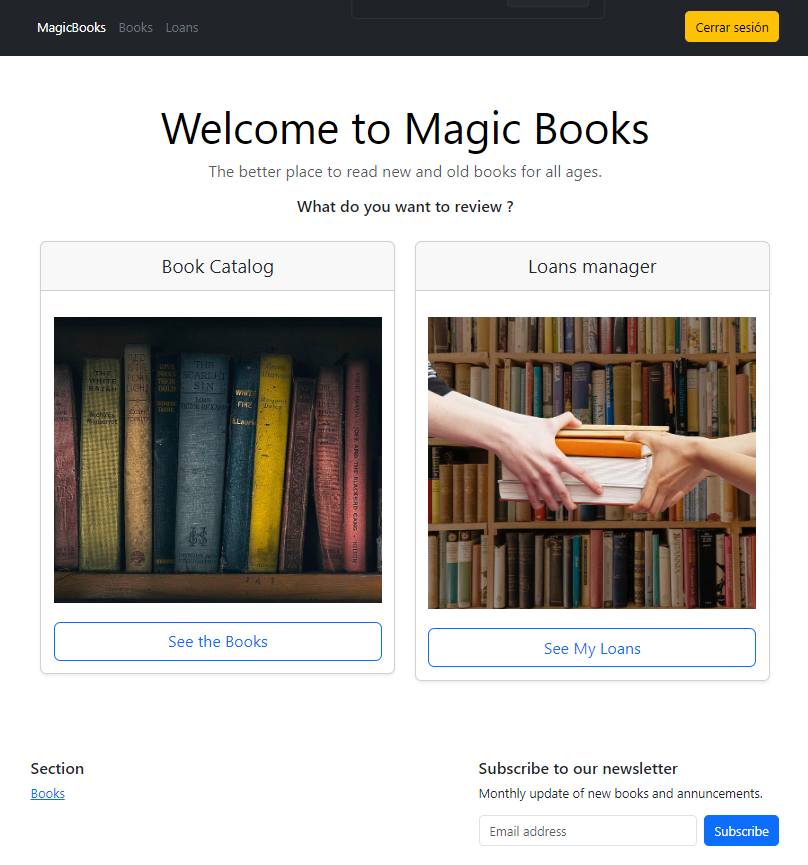 MagicBooks Books Loans Cerrar sesión
Welcome to Magic Books
The better place to read new and old books for all ages.
What do you want to review ?
Book Catalog
Loans manager
THE WHITE RAJAH
THE SCARLET SIN
See the Books
See My Loans
Section
Books
Subscribe to our newsletter
Monthly update of new books and annuncements.
Email address
Subscribe